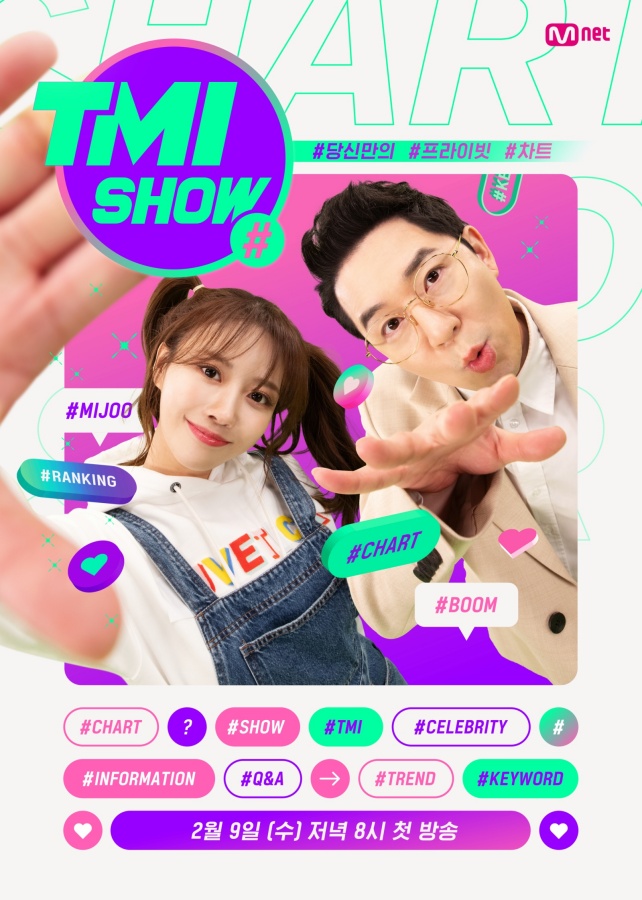 CHART
Mnet
TMI
SHOW
#
#당신만의 #프라이빗 #차트
#MIJOO
#RANKING
#CHART
#BOOM
#CHART ? #SHOW #TMI #CELEBRITY #
#INFORMATION #Q&A → #TREND #KEYWORD
2월 9일 (수) 저녁 8시 첫 방송